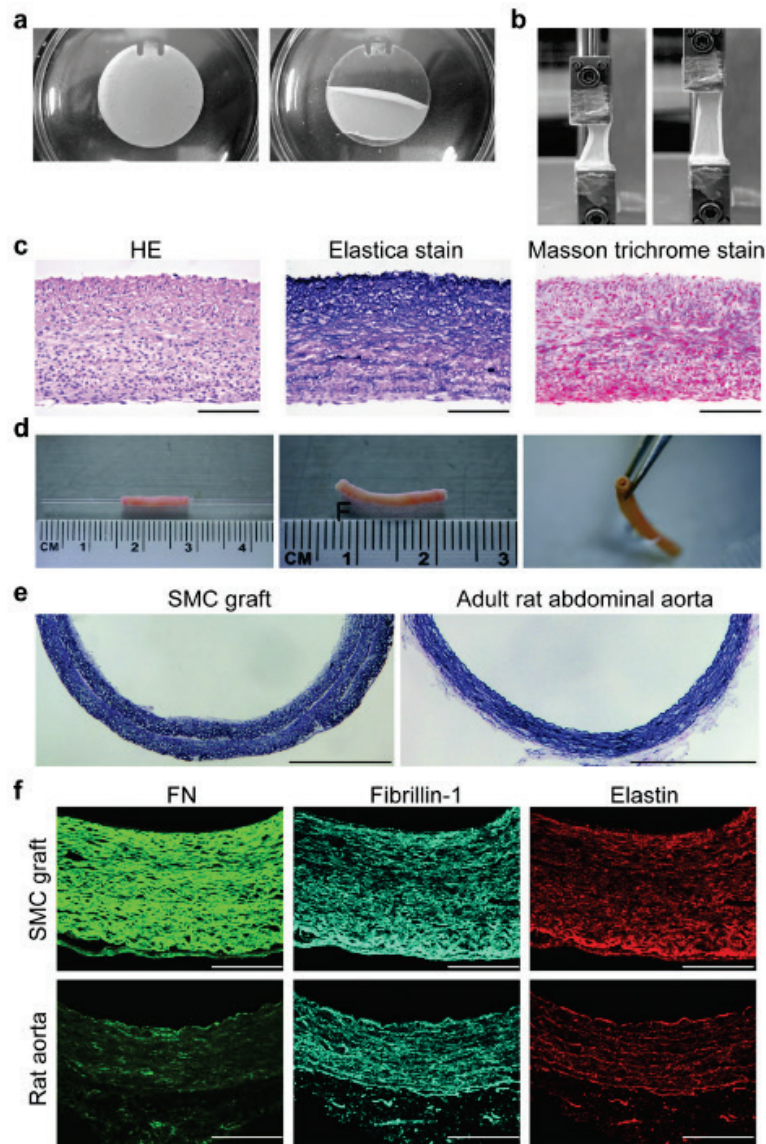 a
b
c
HE
Elastica stain
Masson trichrome stain
d
CM 1 2 3 4
F
CM 1 2 3
e
SMC graft
Adult rat abdominal aorta
f
FN
Fibrillin-1
Elastin
SMC graft
Rat aorta